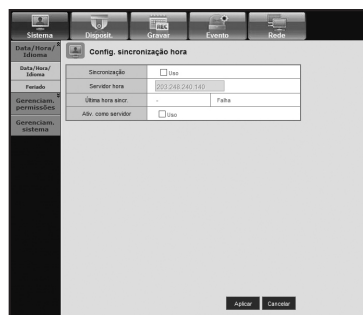 Sistema
Disposit.
Gravar
Evento
Rede
Data/Hora/
Idioma
Data/Hora/
Idioma
Feriado
Gerenciam.
permissões
Gerenciam.
sistema
Config. sincronização hora
Sincronização
Uso
Servidor hora
203.248.240.140
Última hora sincr.
-
Falha
Ativ. como servidor
Uso
Aplicar
Cancelar